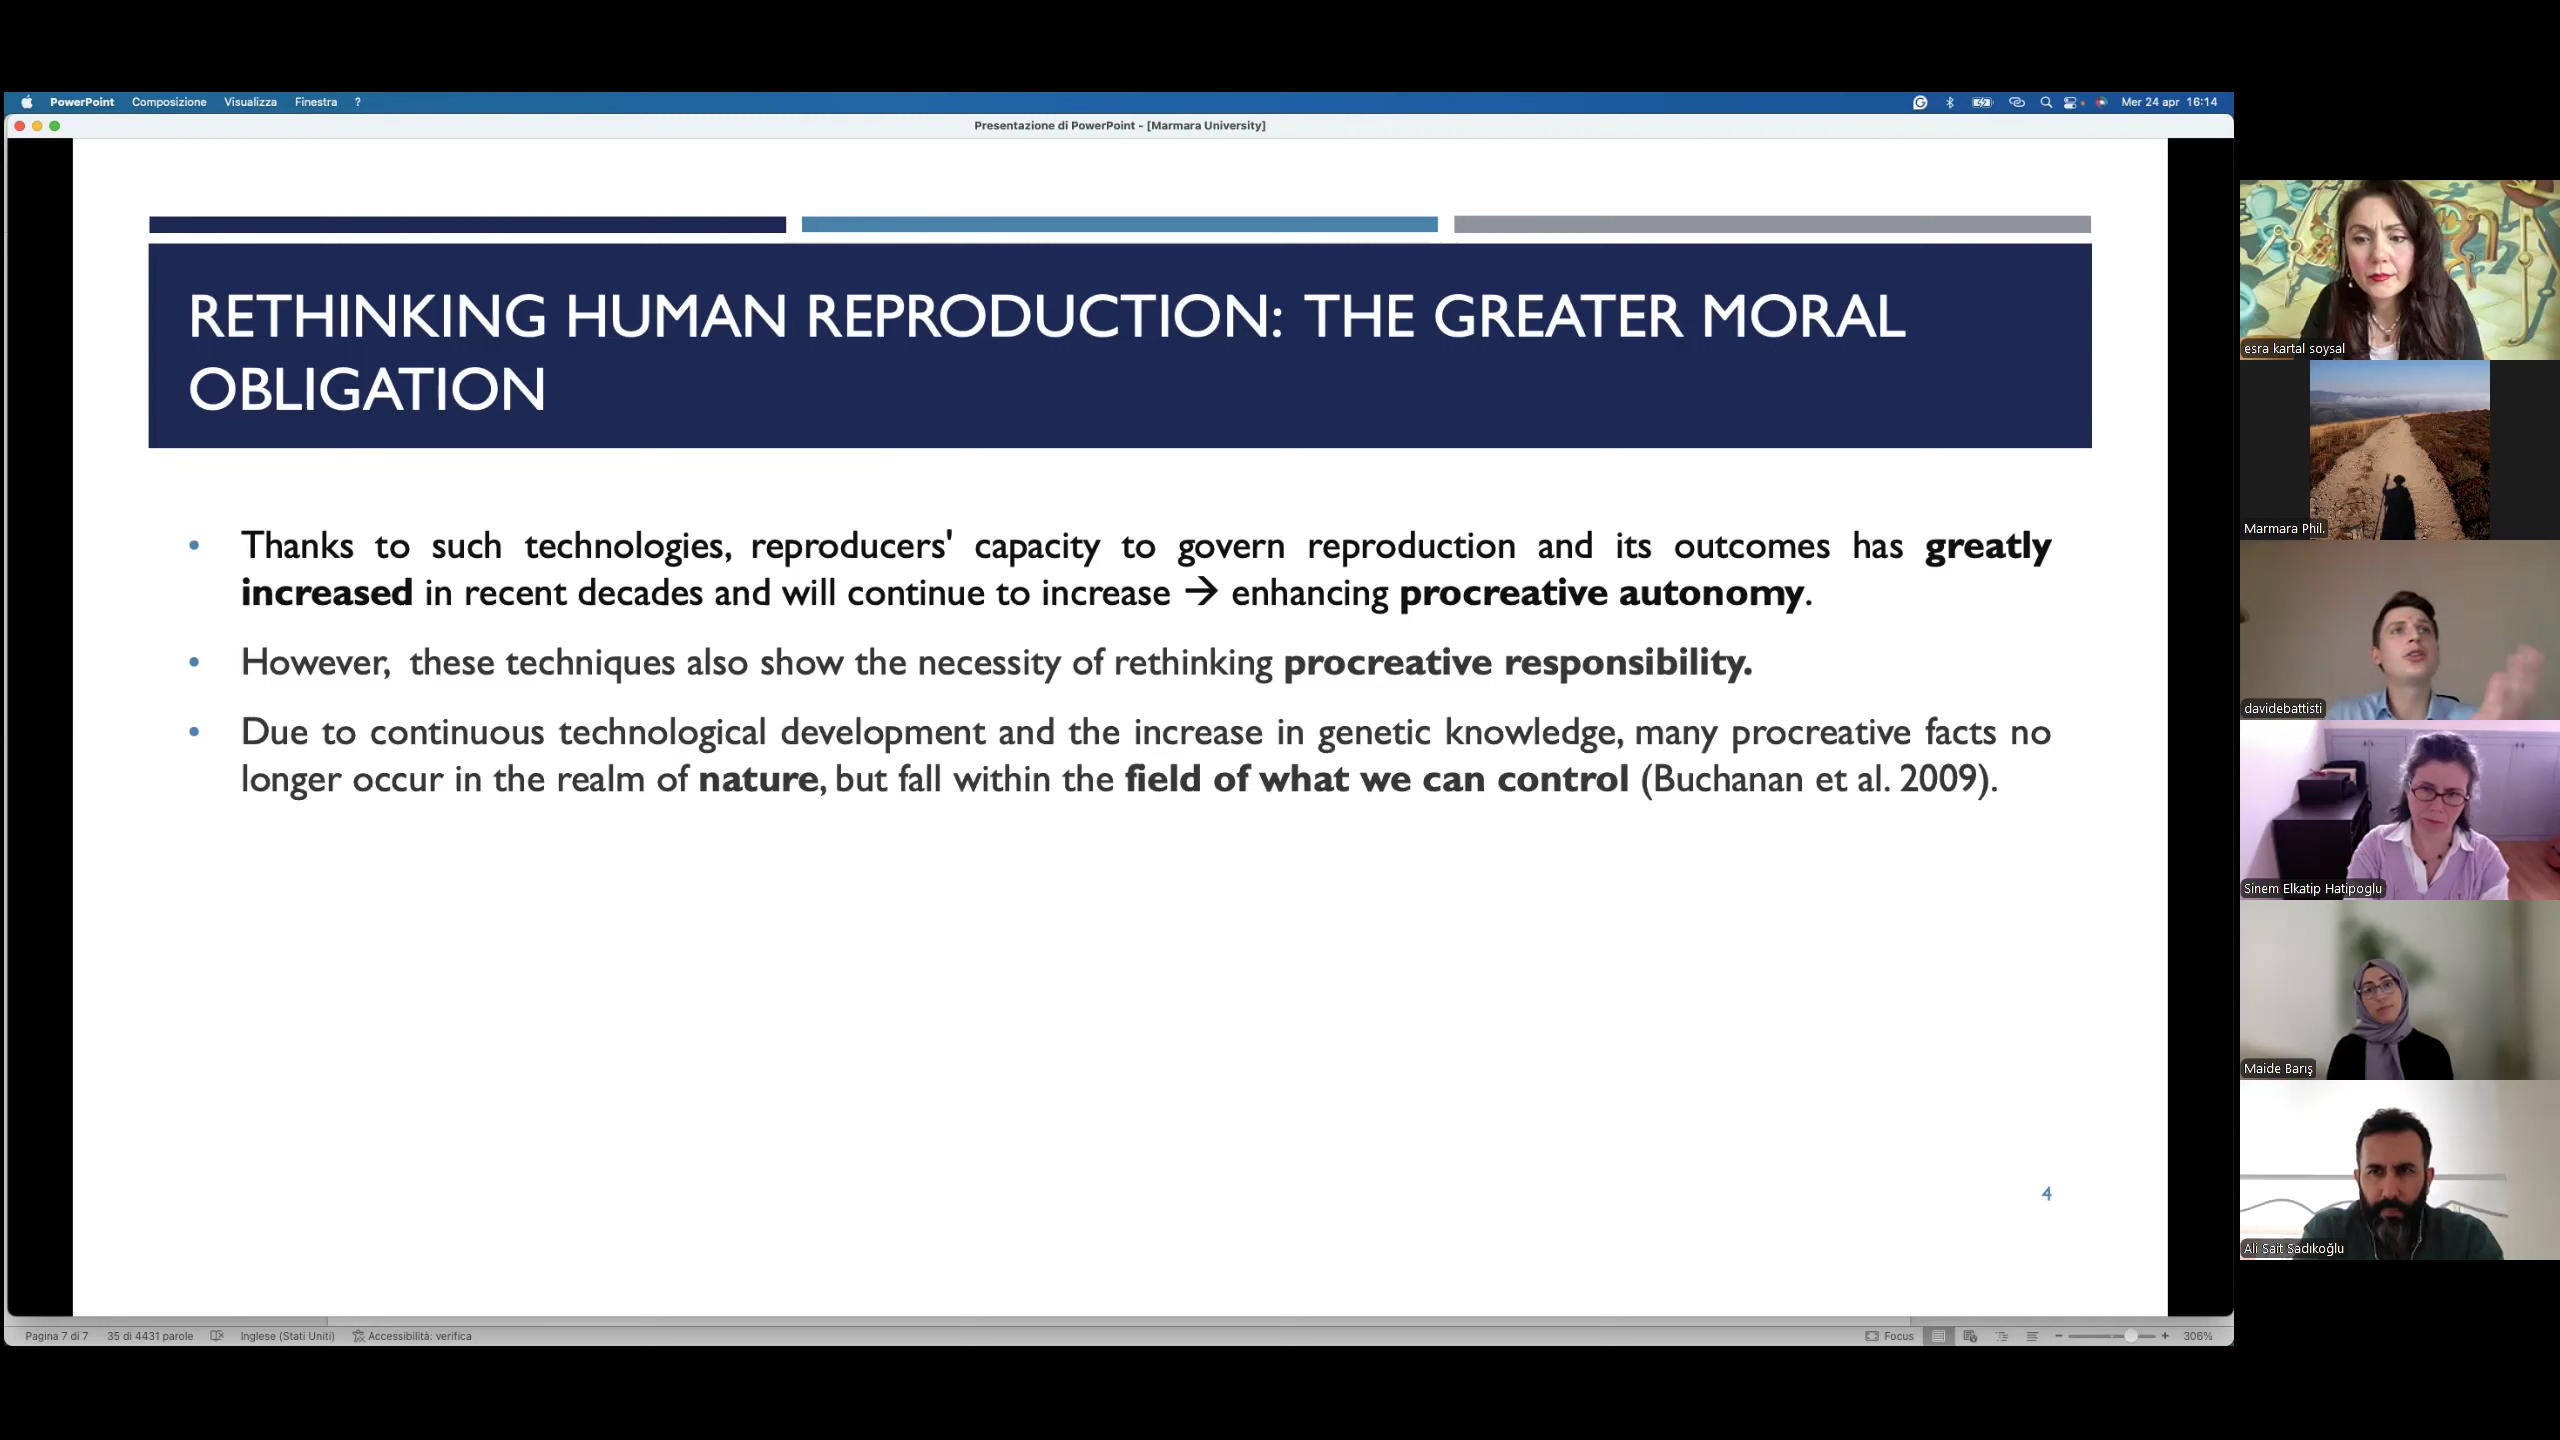 PowerPoint Composizione Visualizza Finestra ? Mer 24 apr 16:14
Presentazione di PowerPoint - [Marmara University]
RETHINKING HUMAN REPRODUCTION: THE GREATER MORAL
OBLIGATION
• Thanks to such technologies, reproducers' capacity to govern reproduction and its outcomes has greatly
increased in recent decades and will continue to increase → enhancing procreative autonomy.
• However, these techniques also show the necessity of rethinking procreative responsibility.
• Due to continuous technological development and the increase in genetic knowledge, many procreative facts no
longer occur in the realm of nature, but fall within the field of what we can control (Buchanan et al. 2009).
4
Pagina 7 di 7 35 di 4431 parole Inglese (Stati Uniti) Accessibilità: verifica Focus 306%
esra kartal soysal
Marmara Phil.
davidebattisti
Sinem Elkatip Hatipoglu
Maide Barış
Ali Sait Sadıkoğlu